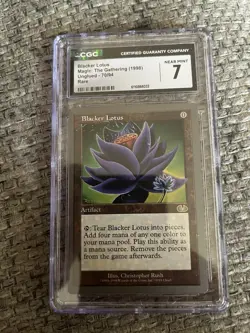 CGC
CERTIFIED GUARANTY COMPANY
Blacker Lotus
Magic: The Gathering (1998)
Unglued - 70/94
Rare
NEAR MINT
7
Blacker Lotus
0
Artifact
: Tear Blacker Lotus into pieces.
Add four mana of any one color to
your mana pool. Play this ability as
a mana source. Remove the pieces
from the game afterwards.
Illus. Christopher Rush